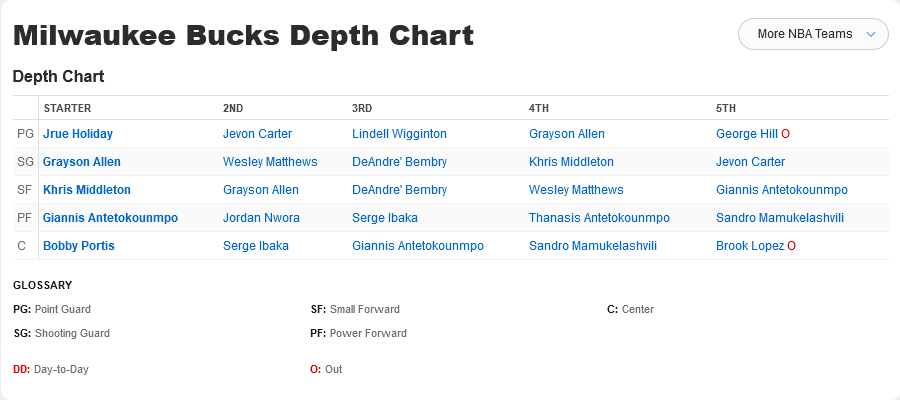 Milwaukee Bucks Depth Chart
More NBA Teams
Depth Chart
STARTER 2ND 3RD 4TH 5TH
PG Jrue Holiday Jevon Carter Lindell Wigginton Grayson Allen George Hill O
SG Grayson Allen Wesley Matthews DeAndre' Bembry Khris Middleton Jevon Carter
SF Khris Middleton Grayson Allen DeAndre' Bembry Wesley Matthews Giannis Antetokounmpo
PF Giannis Antetokounmpo Jordan Nwora Serge Ibaka Thanasis Antetokounmpo Sandro Mamukelashvili
C Bobby Portis Serge Ibaka Giannis Antetokounmpo Sandro Mamukelashvili Brook Lopez O
GLOSSARY
PG: Point Guard SF: Small Forward C: Center
SG: Shooting Guard PF: Power Forward
DD: Day-to-Day O: Out